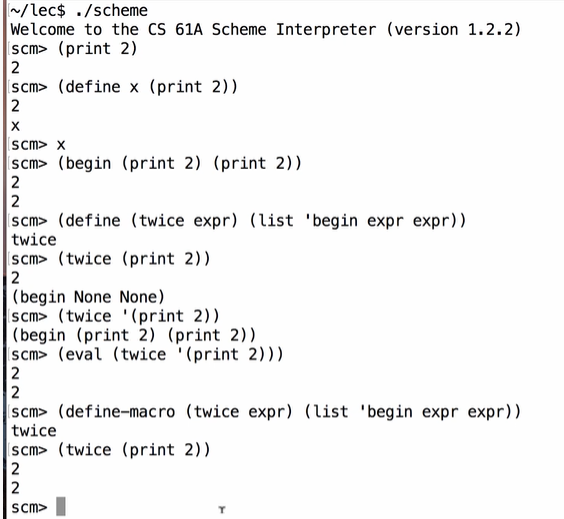 ~/lec$ ./scheme
Welcome to the CS 61A Scheme Interpreter (version 1.2.2)
scm> (print 2)
2
scm> (define x (print 2))
2
x
scm> x
scm> (begin (print 2) (print 2))
2
2
scm> (define (twice expr) (list 'begin expr expr))
twice
scm> (twice (print 2))
2
(begin None None)
scm> (twice '(print 2))
(begin (print 2) (print 2))
scm> (eval (twice '(print 2)))
2
2
scm> (define-macro (twice expr) (list 'begin expr expr))
twice
scm> (twice (print 2))
2
2
scm>